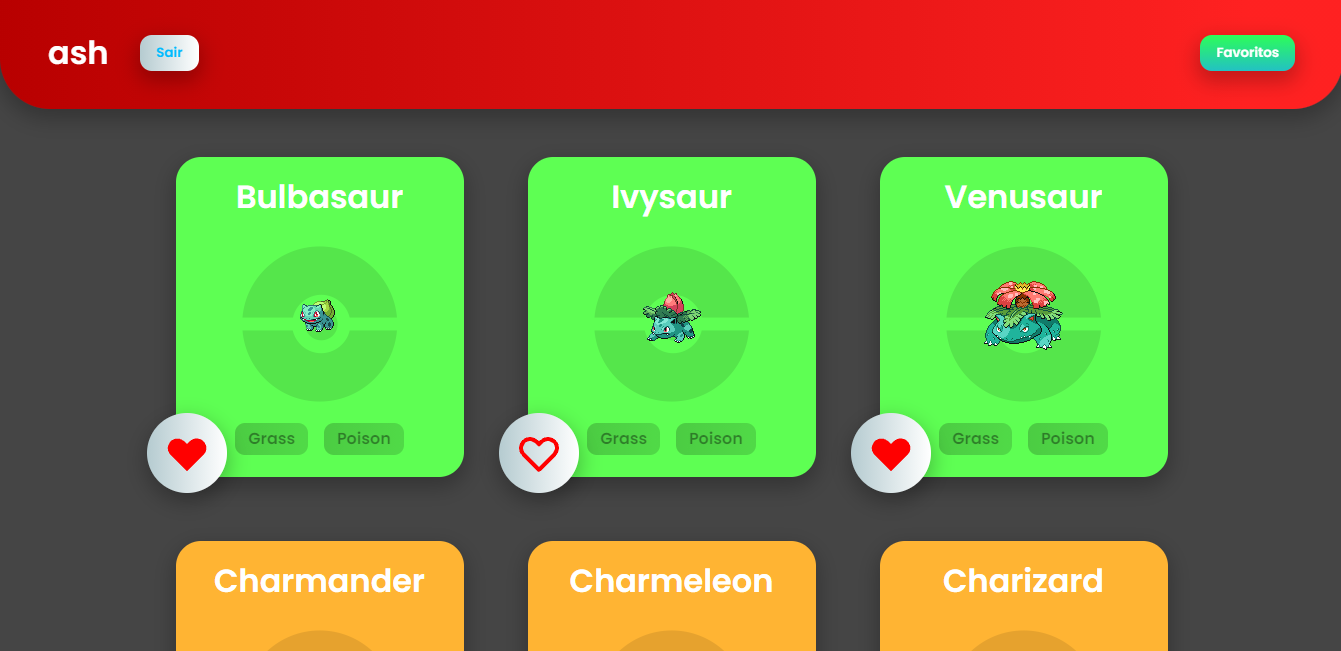 ash
Sair
Favoritos
Bulbasaur
Ivysaur
Venusaur
Grass
Poison
Grass
Poison
Grass
Poison
Charmander
Charmeleon
Charizard